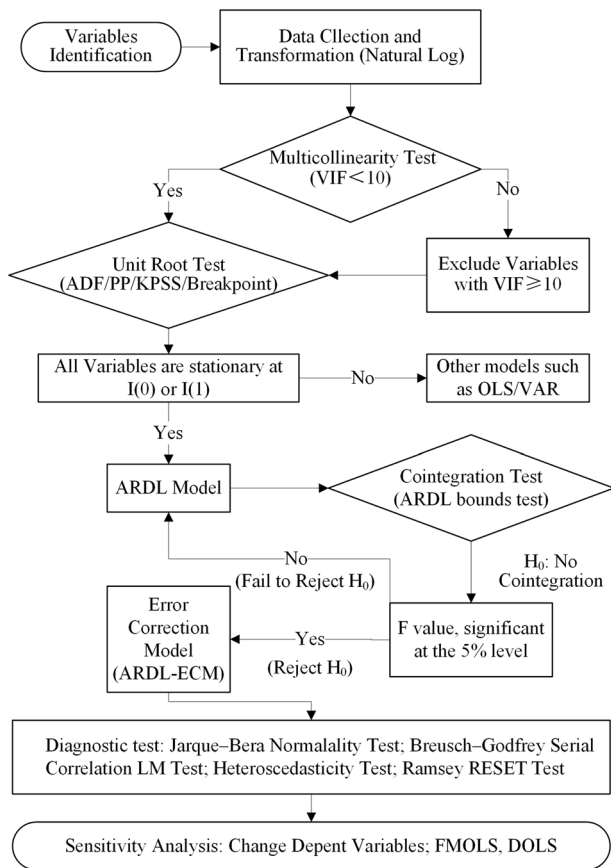 Variables
Identification
Data Cllection and
Transformation (Natural Log)
Multicollinearity Test
(VIF<10)
Yes
No
Unit Root Test
(ADF/PP/KPSS/Breakpoint)
Exclude Variables
with VIF≥10
All Variables are stationary at
I(0) or I(1)
No
Other models such
as OLS/VAR
Yes
ARDL Model
Cointegration Test
(ARDL bounds test)
No
(Fail to Reject H₀)
H₀: No
Cointegration
Error
Correction
Model
(ARDL-ECM)
Yes
(Reject H₀)
F value, significant
at the 5% level
Diagnostic test: Jarque–Bera Normalality Test; Breusch–Godfrey Serial
Correlation LM Test; Heteroscedasticity Test; Ramsey RESET Test
Sensitivity Analysis: Change Depent Variables; FMOLS, DOLS